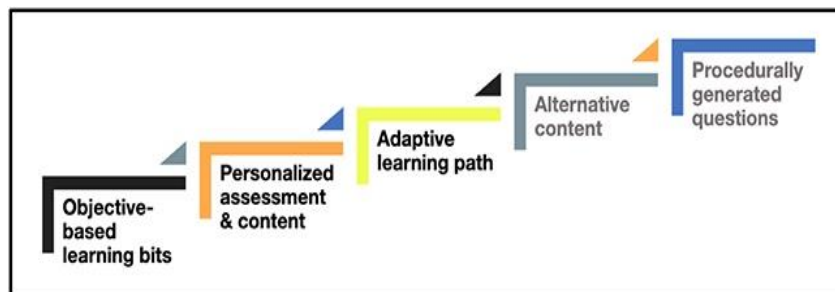 Objective-
based
learning bits
Personalized
assessment
& content
Adaptive
learning path
Alternative
content
Procedurally
generated
questions